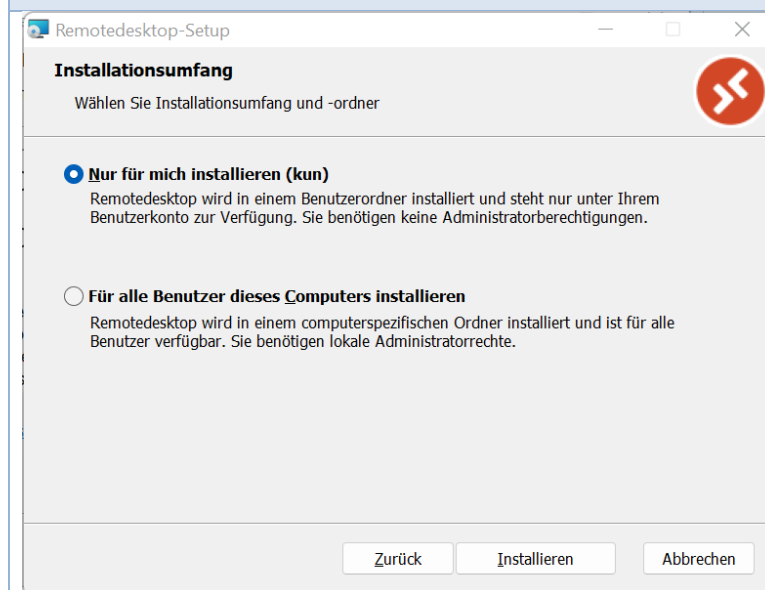 Remotedesktop-Setup
Installationsumfang
Wählen Sie Installationsumfang und -ordner
Nur für mich installieren (kun)
Remotedesktop wird in einem Benutzerordner installiert und steht nur unter Ihrem
Benutzerkonto zur Verfügung. Sie benötigen keine Administratorberechtigungen.
Für alle Benutzer dieses Computers installieren
Remotedesktop wird in einem computerspezifischen Ordner installiert und ist für alle
Benutzer verfügbar. Sie benötigen lokale Administratorrechte.
Zurück
Installieren
Abbrechen